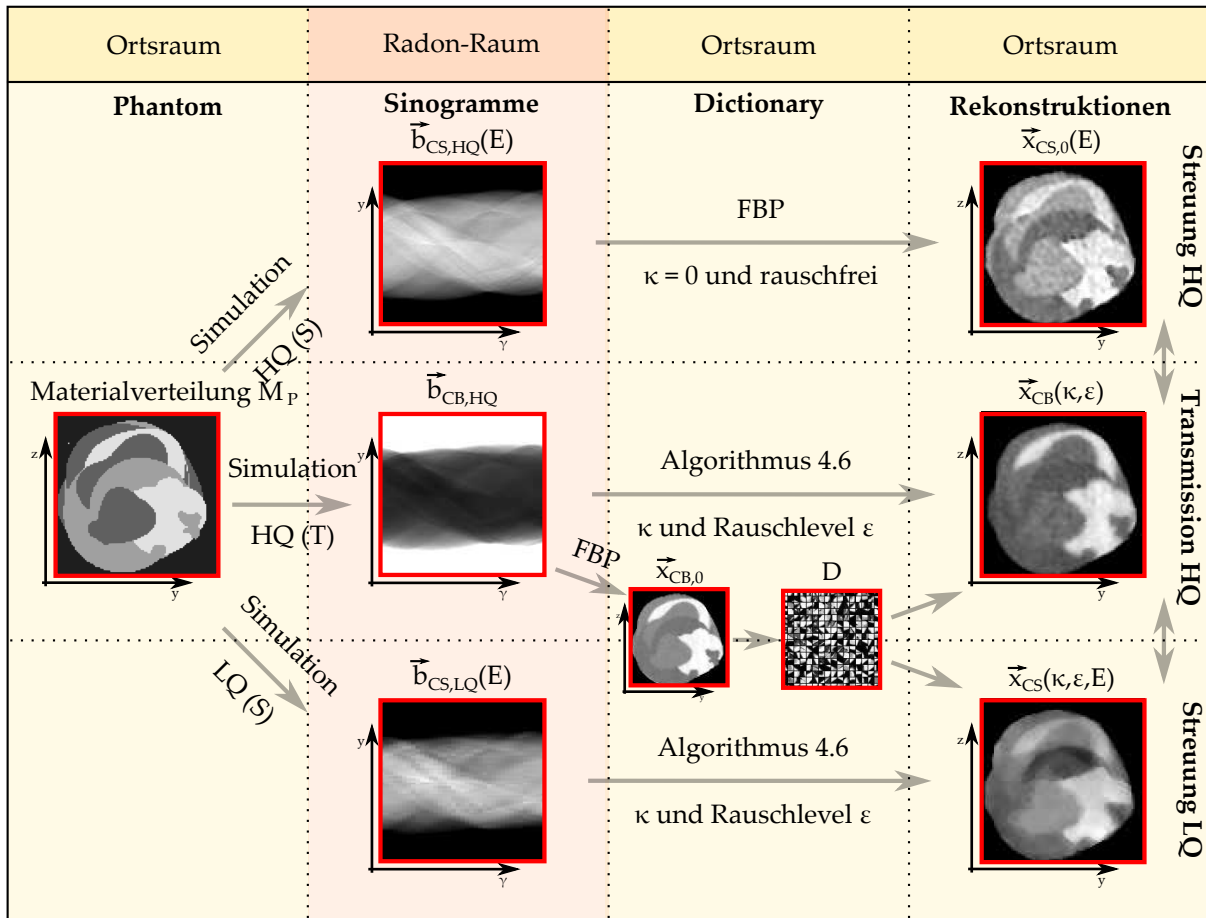 Ortsraum
Radon-Raum
Ortsraum
Ortsraum
Phantom
Sinogramme
Dictionary
Rekonstruktionen
b CS,HQ(E)
x CS,0(E)
y
γ
FBP
κ = 0 und rauschfrei
z
y
Streuung HQ
Simulation
HQ (S)
Materialverteilung M P
b CB,HQ
x CB(κ,ε)
z
y
Simulation
HQ (T)
y
γ
Algorithmus 4.6
κ und Rauschlevel ε
z
y
Transmission HQ
FBP
x CB,0
D
z
y
Simulation
LQ (S)
b CS,LQ(E)
x CS(κ,ε,E)
y
γ
Algorithmus 4.6
κ und Rauschlevel ε
z
y
Streuung LQ